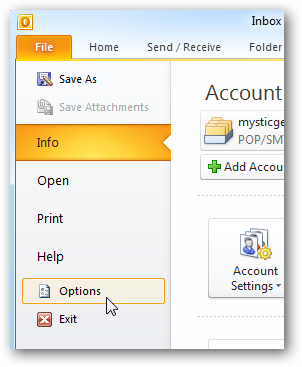 Inbox
File Home Send / Receive Folder
Save As
Save Attachments
Info
Open
Print
Help
Options
Exit
Account
mysticge
POP/SM
Add Accou
Account
Settings